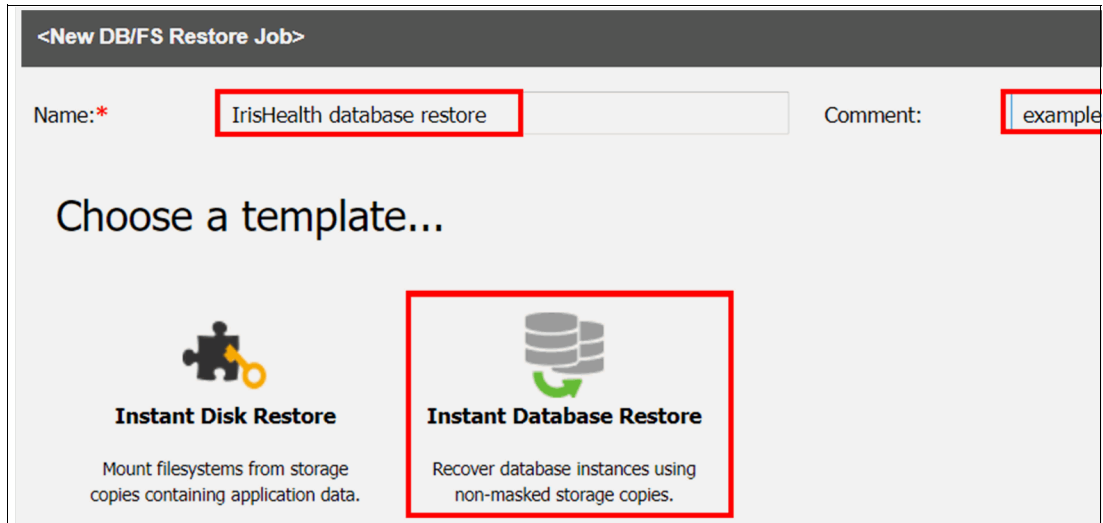 <New DB/FS Restore Job>
Name:* IrisHealth database restore Comment: example
Choose a template...
Instant Disk Restore
Mount filesystems from storage
copies containing application data.
Instant Database Restore
Recover database instances using
non-masked storage copies.